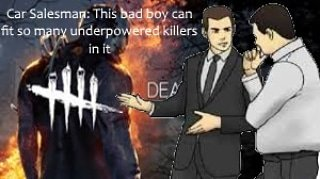 Car Salesman: This bad boy can
fit so many underpowered killers
in it
DEA